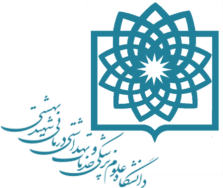 دانشگاه علوم پزشکی و خدمات بهداشتی درمانی شهید بهشتی